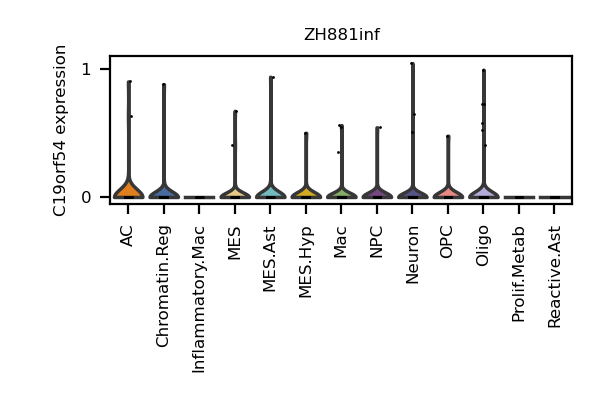 ZH881inf
C19orf54 expression
1
0
AC
Chromatin.Reg
Inflammatory.Mac
MES
MES.Ast
MES.Hyp
Mac
NPC
Neuron
OPC
Oligo
Prolif.Metab
Reactive.Ast